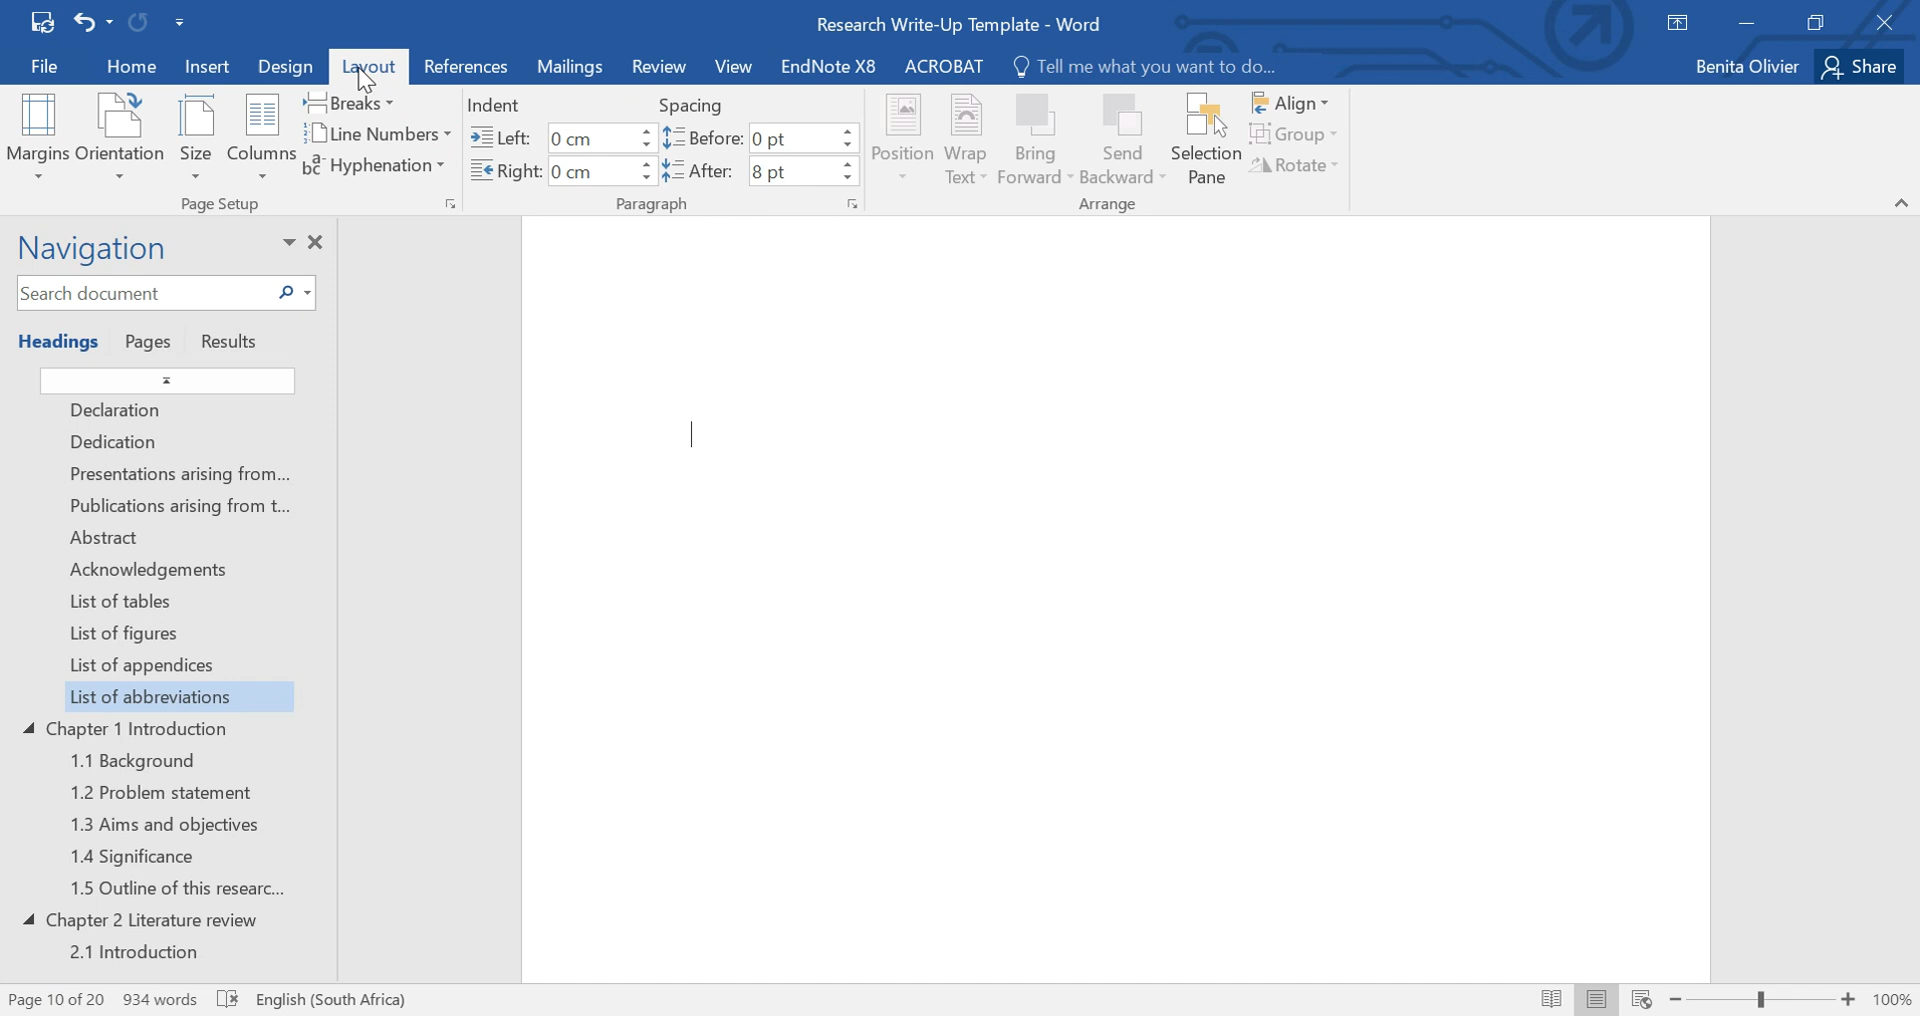 Research Write-Up Template - Word
File Home Insert Design Layout References Mailings Review View EndNote X8 ACROBAT Tell me what you want to do... Benita Olivier Share
Margins Orientation Size Columns
Breaks
Line Numbers
Hyphenation
Page Setup
Indent Spacing
Left: 0 cm Before: 0 pt
Right: 0 cm After: 8 pt
Paragraph
Position Wrap Text Bring Forward Send Backward Selection Pane
Align
Group
Rotate
Arrange
Navigation
Search document
Headings Pages Results
Declaration
Dedication
Presentations arising from...
Publications arising from t...
Abstract
Acknowledgements
List of tables
List of figures
List of appendices
List of abbreviations
Chapter 1 Introduction
1.1 Background
1.2 Problem statement
1.3 Aims and objectives
1.4 Significance
1.5 Outline of this researc...
Chapter 2 Literature review
2.1 Introduction
Page 10 of 20 934 words English (South Africa) 100%